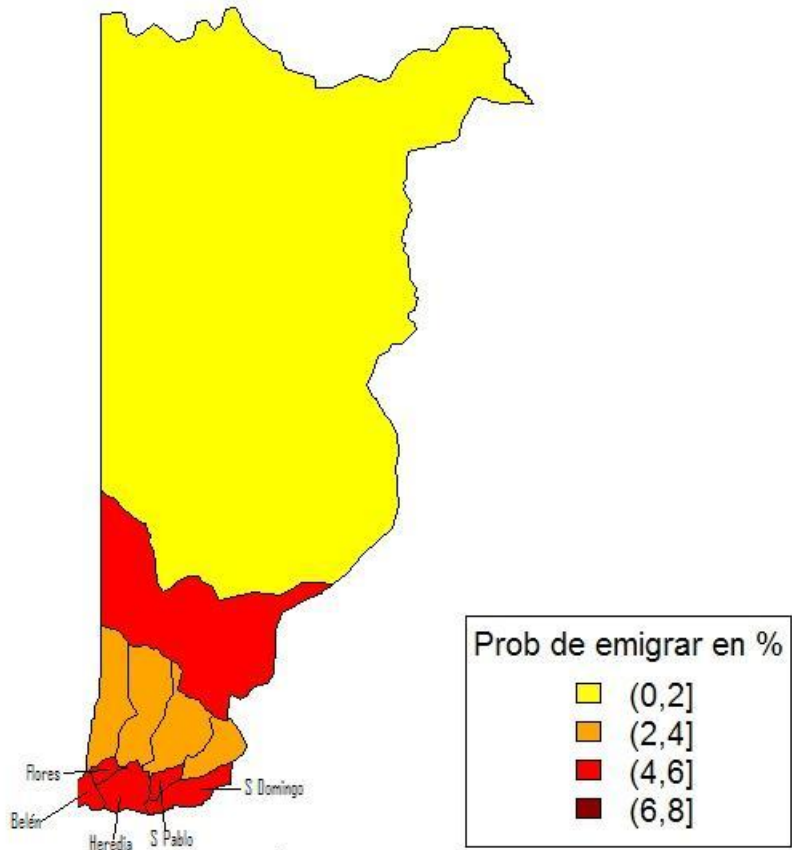 Prob de emigrar en %
(0,2]
(2,4]
(4,6]
(6,8]
Flores
S Domingo
Belén
Heredia
S Pablo